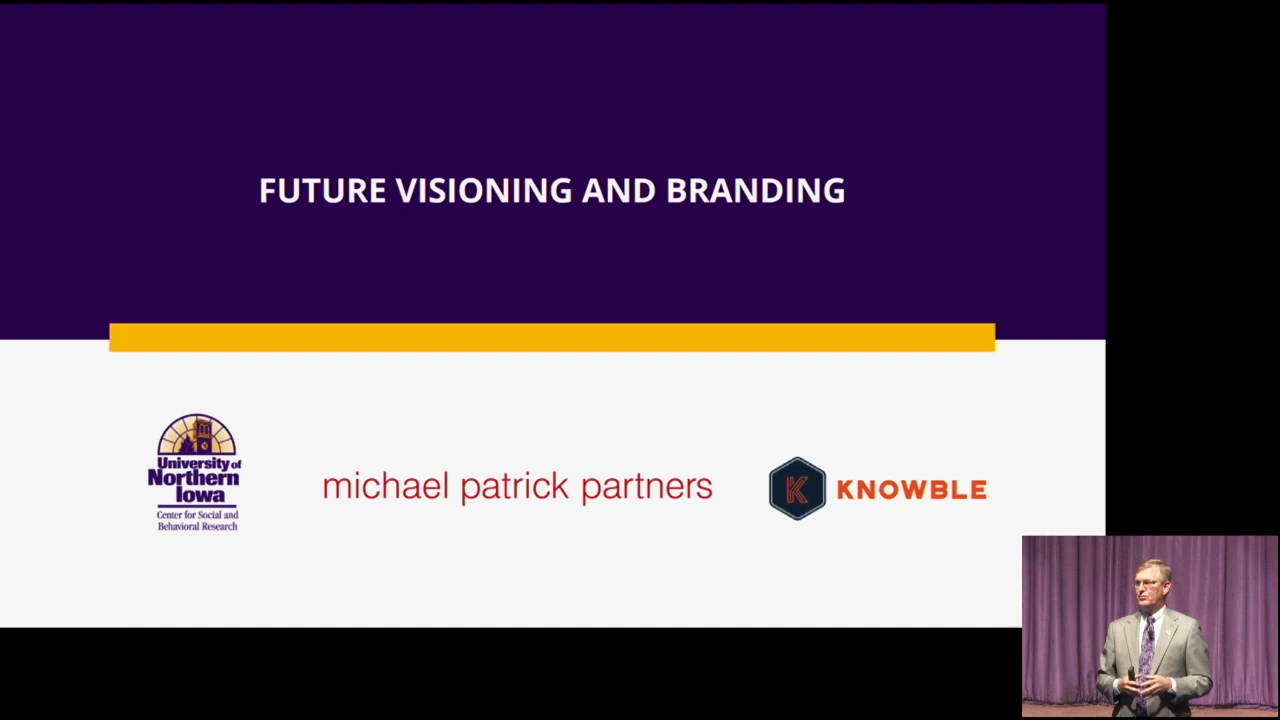 FUTURE VISIONING AND BRANDING
University of
Northern
Iowa
Center for Social and
Behavioral Research
michael patrick partners
K KNOWBLE